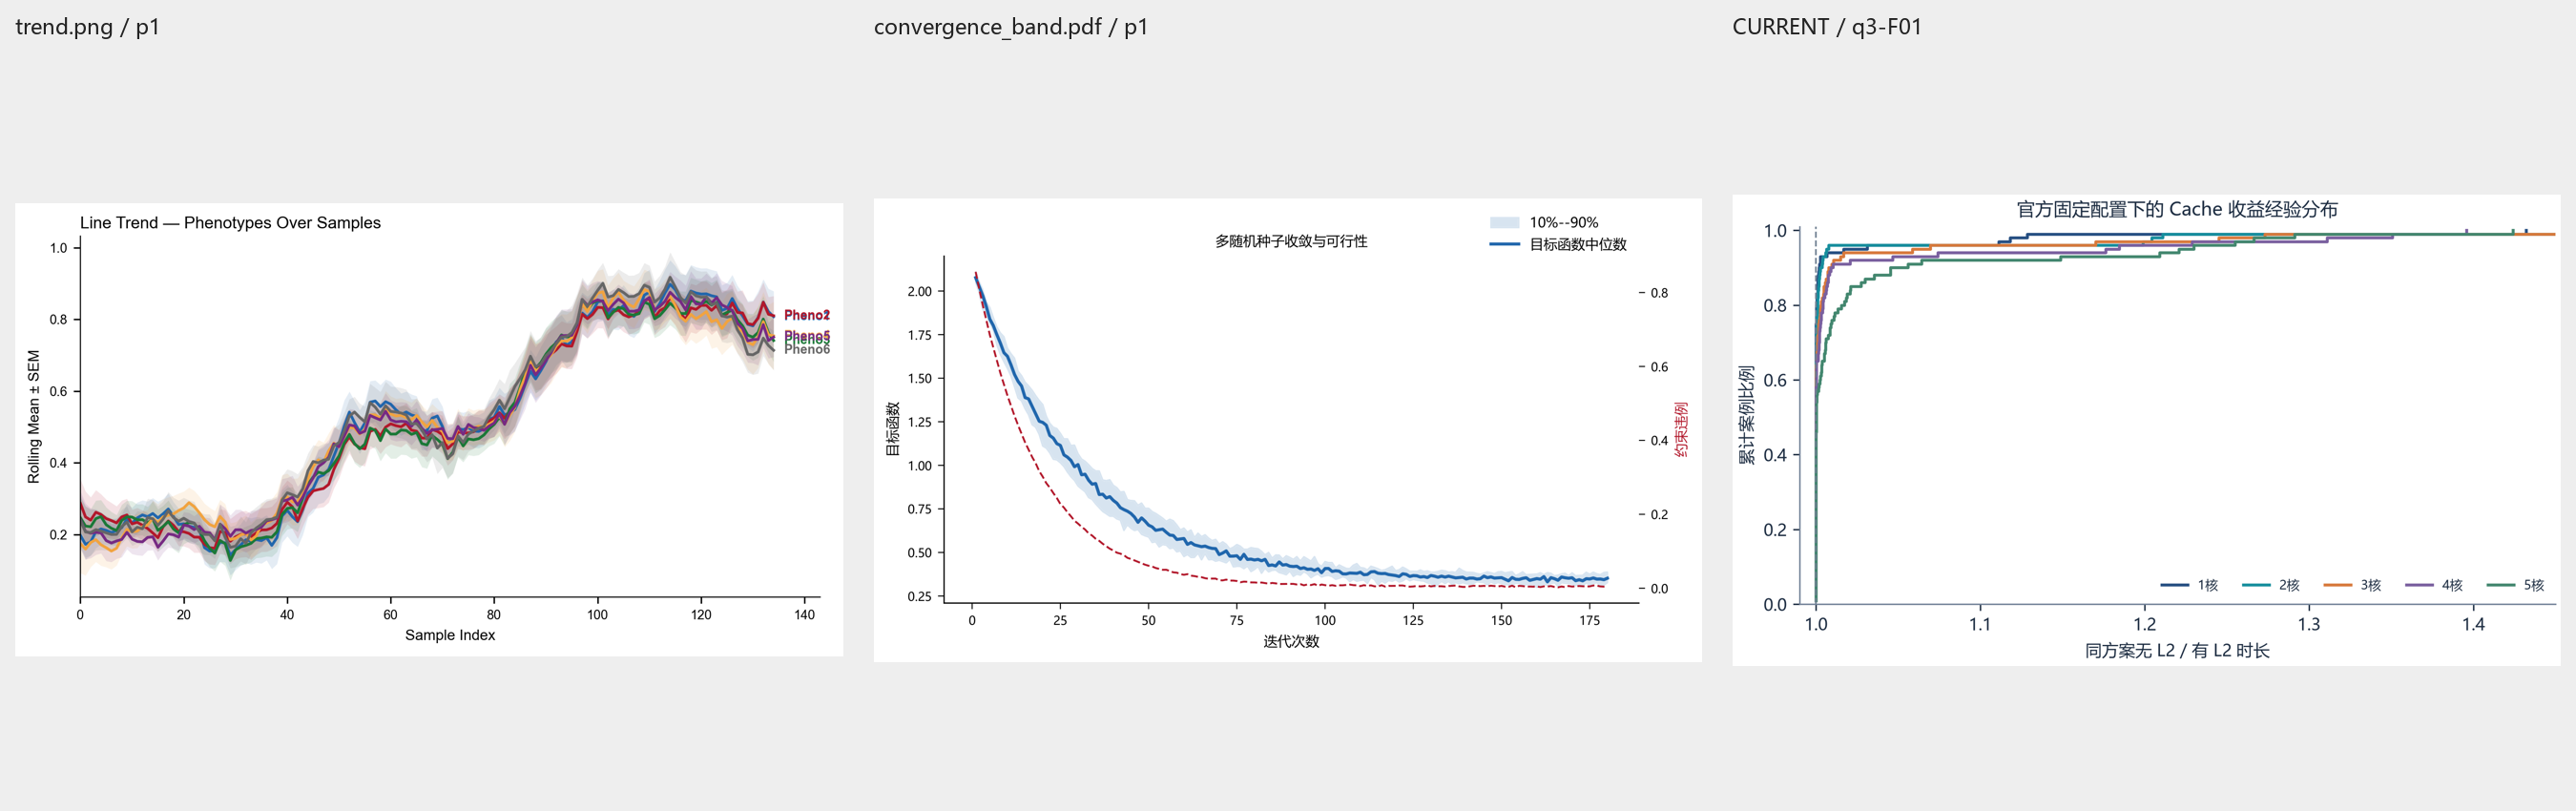 trend.png / p1
Line Trend — Phenotypes Over Samples
Rolling Mean ± SEM
1.0
0.8
0.6
0.4
0.2
0
20
40
60
80
100
120
140
Sample Index
Pheno2
Pheno5
Pheno6
convergence_band.pdf / p1
多随机种子收敛与可行性
10%--90%
目标函数中位数
目标函数
2.00
1.75
1.50
1.25
1.00
0.75
0.50
0.25
0
25
50
75
100
125
150
175
迭代次数
0.8
0.6
0.4
0.2
0.0
约束违例
CURRENT / q3-F01
官方固定配置下的 Cache 收益经验分布
累计案例比例
1.0
0.8
0.6
0.4
0.2
0.0
1核
2核
3核
4核
5核
1.0
1.1
1.2
1.3
1.4
同方案无 L2 / 有 L2 时长